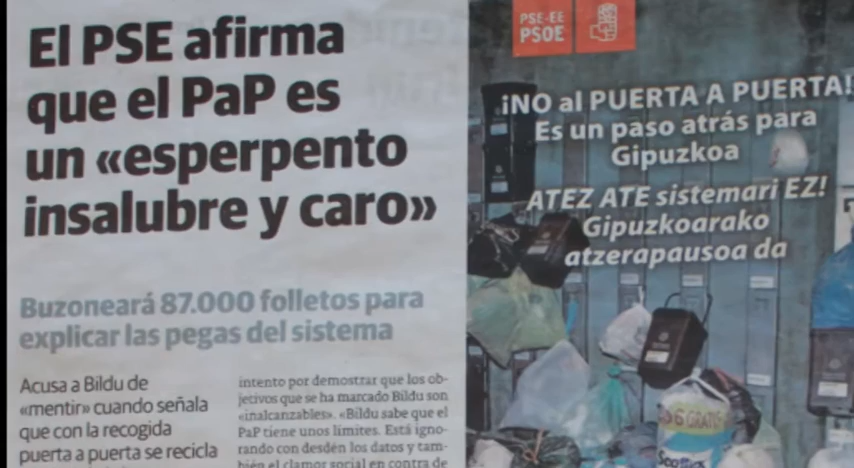 El PSE afirma
que el PaP es
un «esperpento
insalubre y caro»
Buzoneará 87.000 folletos para
explicar las pegas del sistema
Acusa a Bildu de
«mentir» cuando señala
que con la recogida
puerta a puerta se recicla
intento por demostrar que los ob-
jecivos que se ha marcado Bildu son
«inalcanzables». «Bildu sabe que el
PaP tiene unos límites. Está igno-
rando con desdén los datos y tam-
bién el clamor social en contra de
PSE-EE
PSOE
¡NO al PUERTA A PUERTA!
Es un paso atrás para
Gipuzkoa
ATEZ ATE sistemari EZ!
Gipuzkoarako
atzerapausoa da
6 GRATIS
Scottex